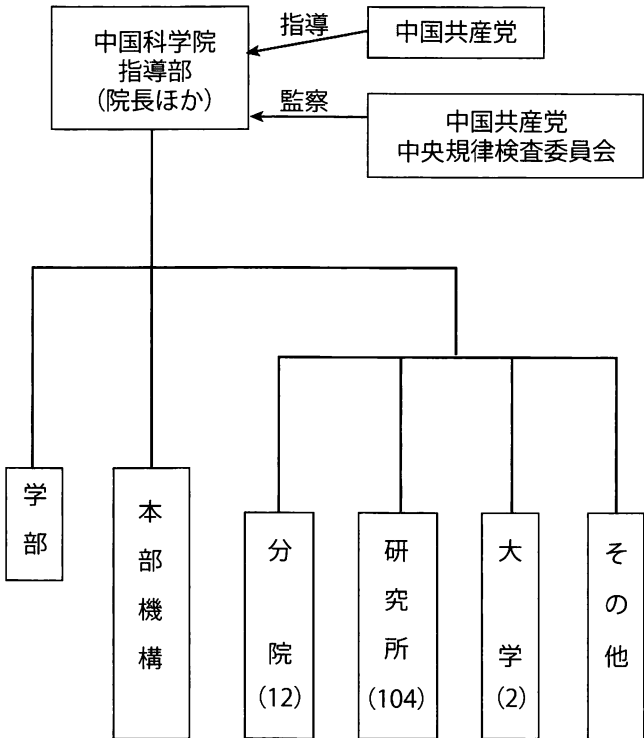 中国科学院
指導部
（院長ほか）
指導
中国共産党
監察
中国共産党
中央規律検査委員会
学部
本部機構
分院
(12)
研究所
(104)
大学
(2)
その他